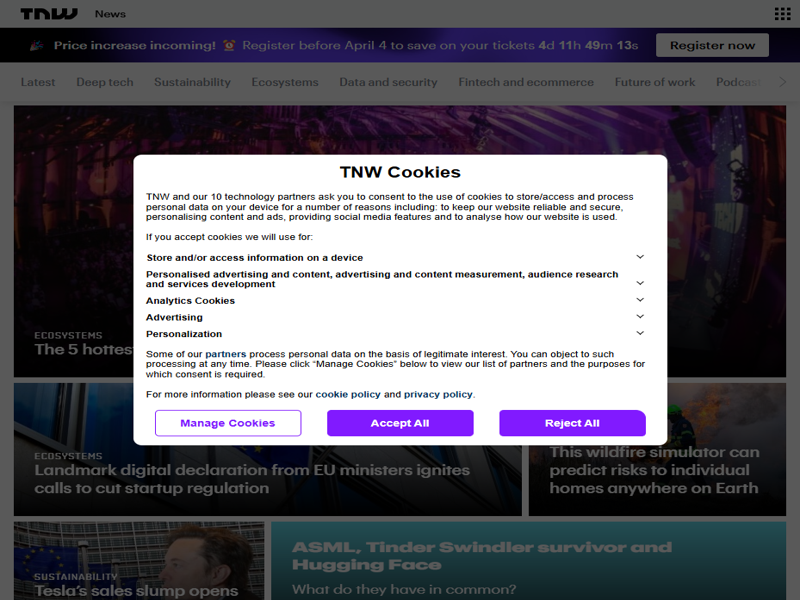 TNW News
Price increase incoming! Register before April 4 to save on your tickets 4d 11h 49m 13s Register now
Latest Deep tech Sustainability Ecosystems Data and security Fintech and ecommerce Future of work
TNW Cookies
TNW and our 10 technology partners ask you to consent to the use of cookies to store/access and process
personal data on your device for a number of reasons including: to keep our website reliable and secure,
personalising content and ads, providing social media features and to analyse how our website is used.
If you accept cookies we will use for:
Store and/or access information on a device
Personalised advertising and content, advertising and content measurement, audience research
and services development
Analytics Cookies
Advertising
Personalization
Some of our partners process personal data on the basis of legitimate interest. You can object to such
processing at any time. Please click “Manage Cookies” below to view our list of partners and the purposes for
which consent is required.
For more information please see our cookie policy and privacy policy.
Manage Cookies Accept All Reject All
ECOSYSTEMS
The 5 hottes
ECOSYSTEMS
Landmark digital declaration from EU ministers ignites
calls to cut startup regulation
This wildfire simulator can
predict risks to individual
homes anywhere on Earth
SUSTAINABILITY
Tesla's sales slump opens
ASML, Tinder Swindler survivor and
Hugging Face
What do they have in common?